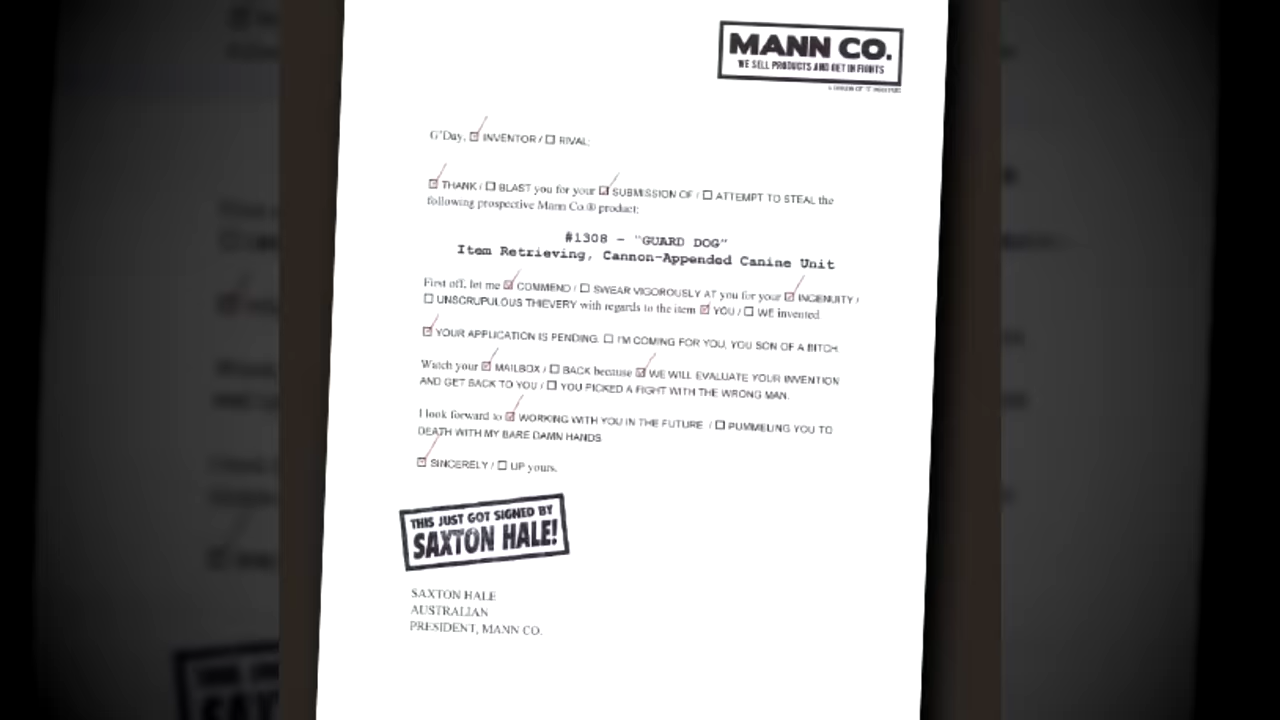 MANN CO.
WE SELL PRODUCTS AND GET IN FIGHTS
G'Day, ☑ INVENTOR / ☐ RIVAL:
☑ THANK / ☐ BLAST you for your ☑ SUBMISSION OF / ☐ ATTEMPT TO STEAL the
following prospective Mann Co.® product:
#1308 – "GUARD DOG"
Item Retrieving, Cannon-Appended Canine Unit
First off, let me ☑ COMMEND / ☐ SWEAR VIGOROUSLY AT you for your ☑ INGENUITY /
☐ UNSCRUPULOUS THIEVERY with regards to the item ☑ YOU / ☐ WE invented.
☑ YOUR APPLICATION IS PENDING. ☐ I'M COMING FOR YOU, YOU SON OF A BITCH.
Watch your ☑ MAILBOX / ☐ BACK because ☑ WE WILL EVALUATE YOUR INVENTION
AND GET BACK TO YOU / ☐ YOU PICKED A FIGHT WITH THE WRONG MAN.
I look forward to ☑ WORKING WITH YOU IN THE FUTURE / ☐ PUMMELING YOU TO
DEATH WITH MY BARE DAMN HANDS
☑ SINCERELY / ☐ UP yours.
THIS JUST GOT SIGNED BY
SAXTON HALE!
SAXTON HALE
AUSTRALIAN
PRESIDENT, MANN CO.